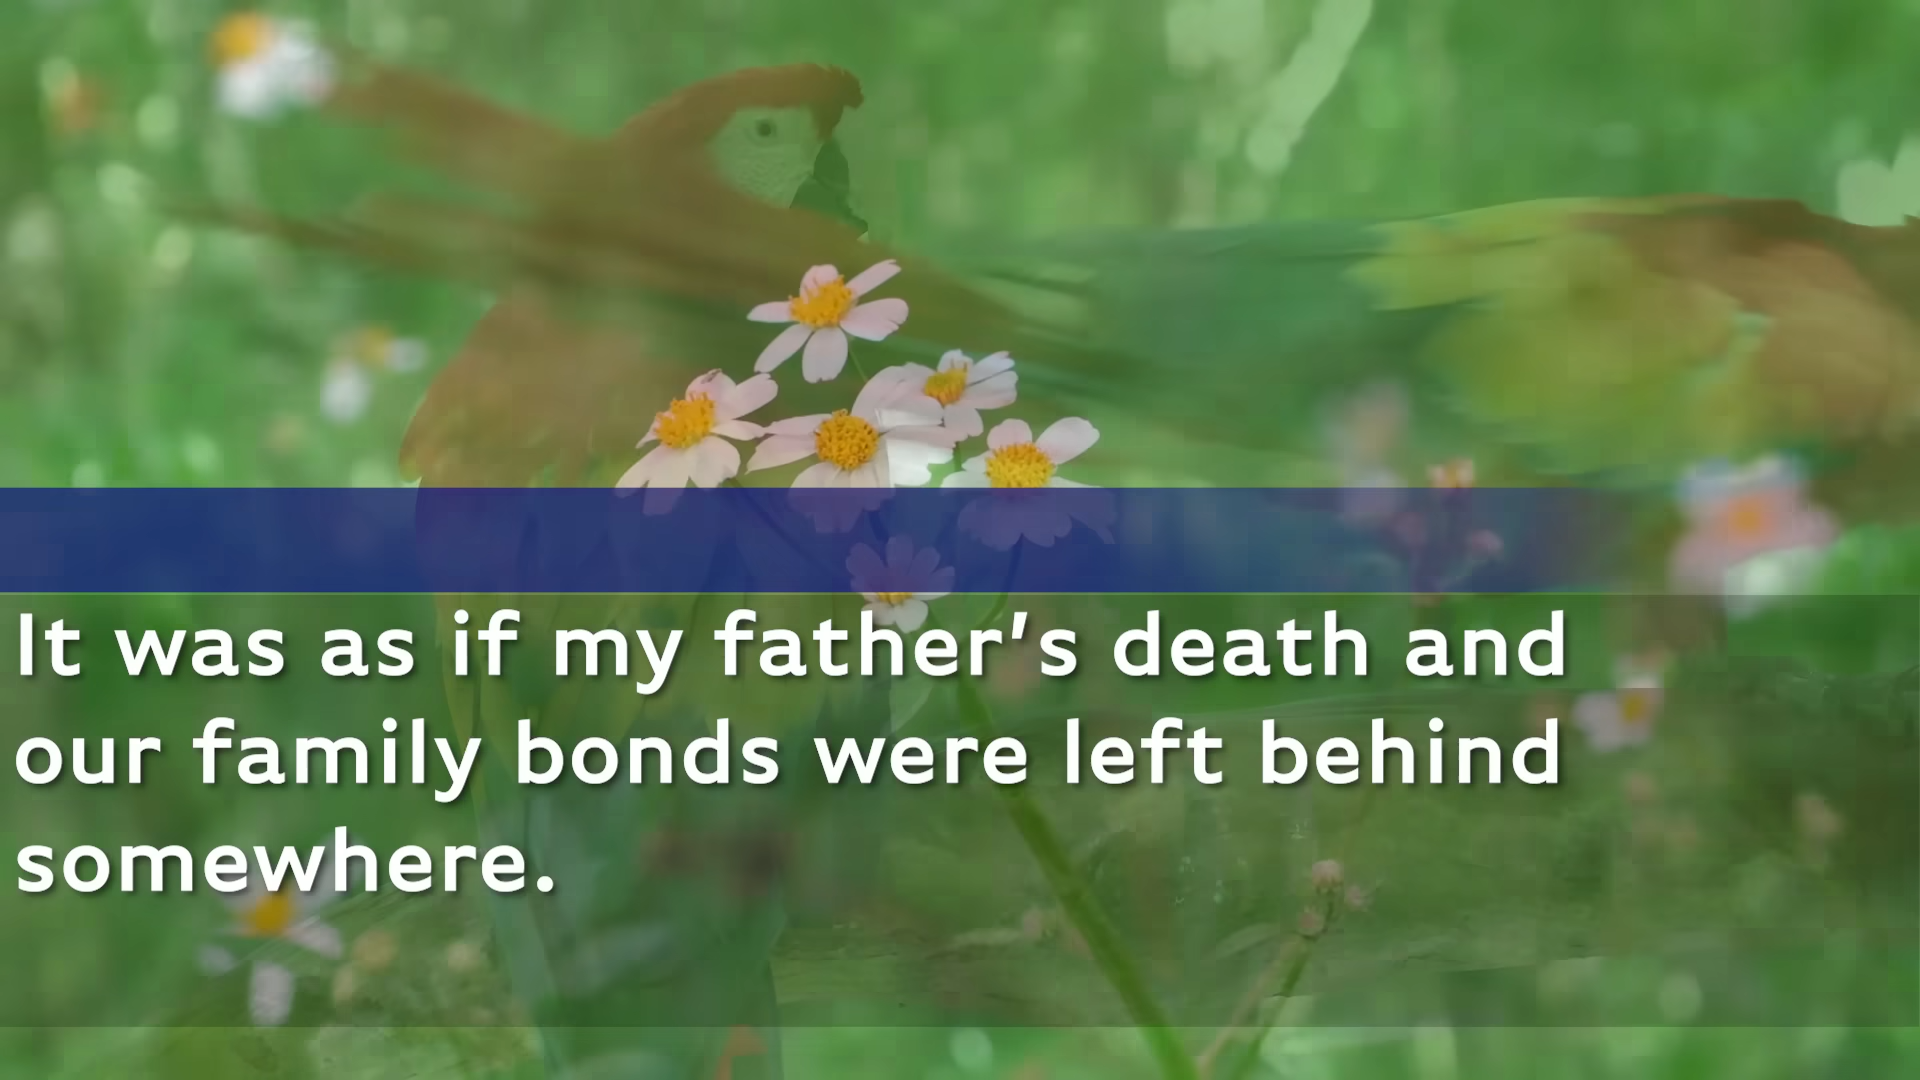 It was as if my father's death and
our family bonds were left behind
somewhere.